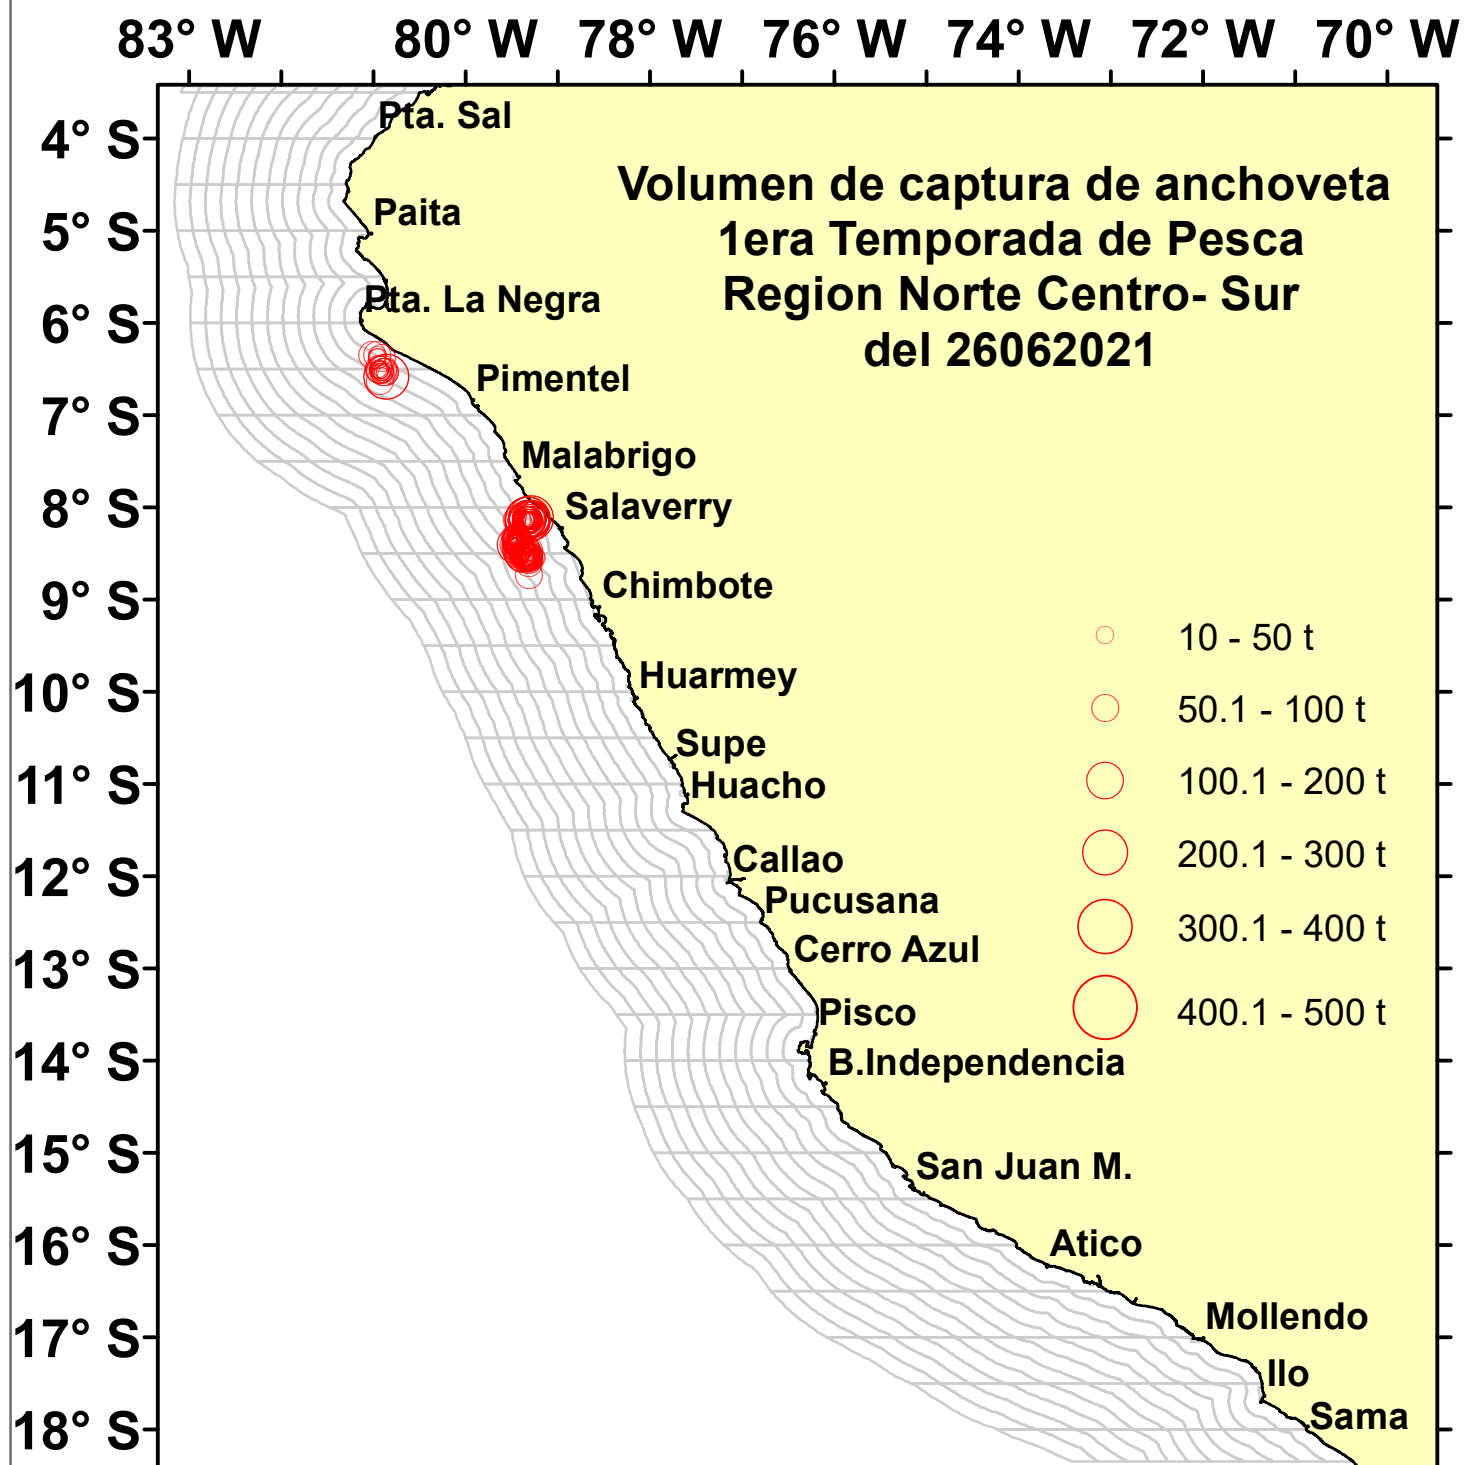 83° W 80° W 78° W 76° W 74° W 72° W 70° W
4° S
5° S
6° S
7° S
8° S
9° S
10° S
11° S
12° S
13° S
14° S
15° S
16° S
17° S
18° S
Volumen de captura de anchoveta
1era Temporada de Pesca
Region Norte Centro- Sur
del 26062021
Pta. Sal
Paita
Pta. La Negra
Pimentel
Malabrigo
Salaverry
Chimbote
Huarmey
Supe
Huacho
Callao
Pucusana
Cerro Azul
Pisco
B.Independencia
San Juan M.
Atico
Mollendo
Ilo
Sama
10 - 50 t
50.1 - 100 t
100.1 - 200 t
200.1 - 300 t
300.1 - 400 t
400.1 - 500 t